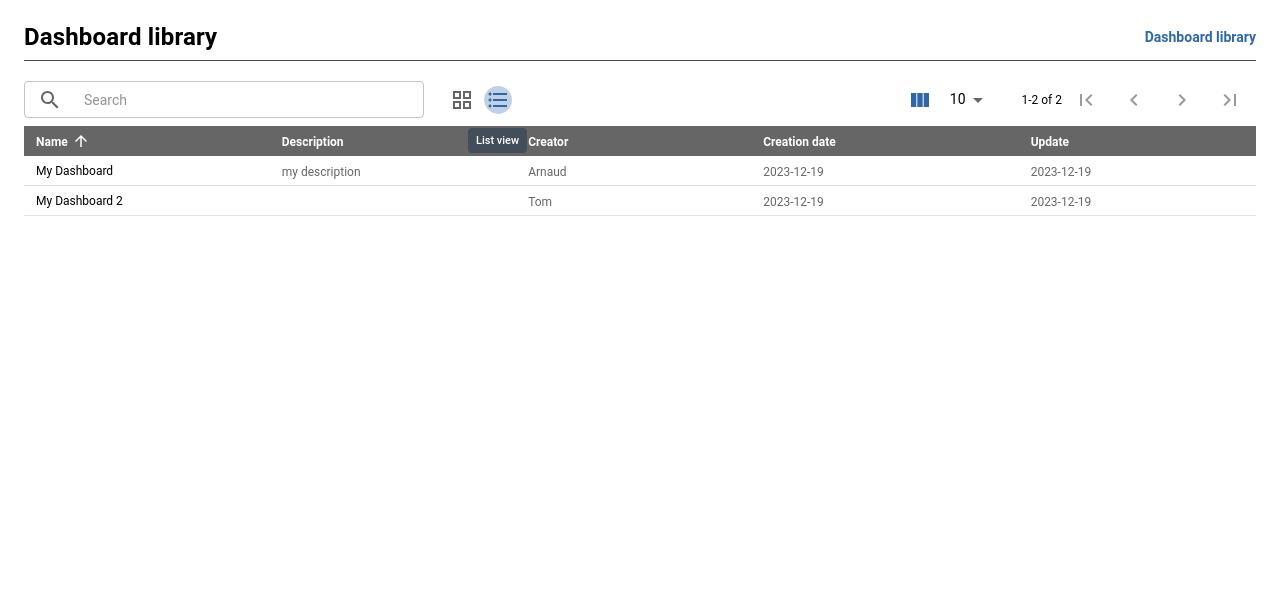 Dashboard library
Dashboard library
Search
10
1-2 of 2
Name Description Creator Creation date Update
List view
My Dashboard my description Arnaud 2023-12-19 2023-12-19
My Dashboard 2 Tom 2023-12-19 2023-12-19